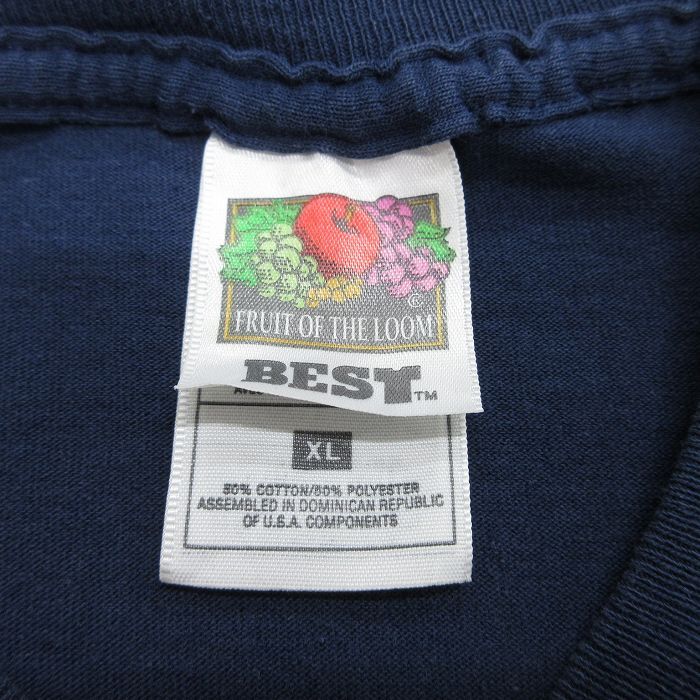 ©
FRUIT OF THE LOOM
BEST™
XL
50% COTTON/50% POLYESTER
ASSEMBLED IN DOMINICAN REPUBLIC
OF U.S.A. COMPONENTS